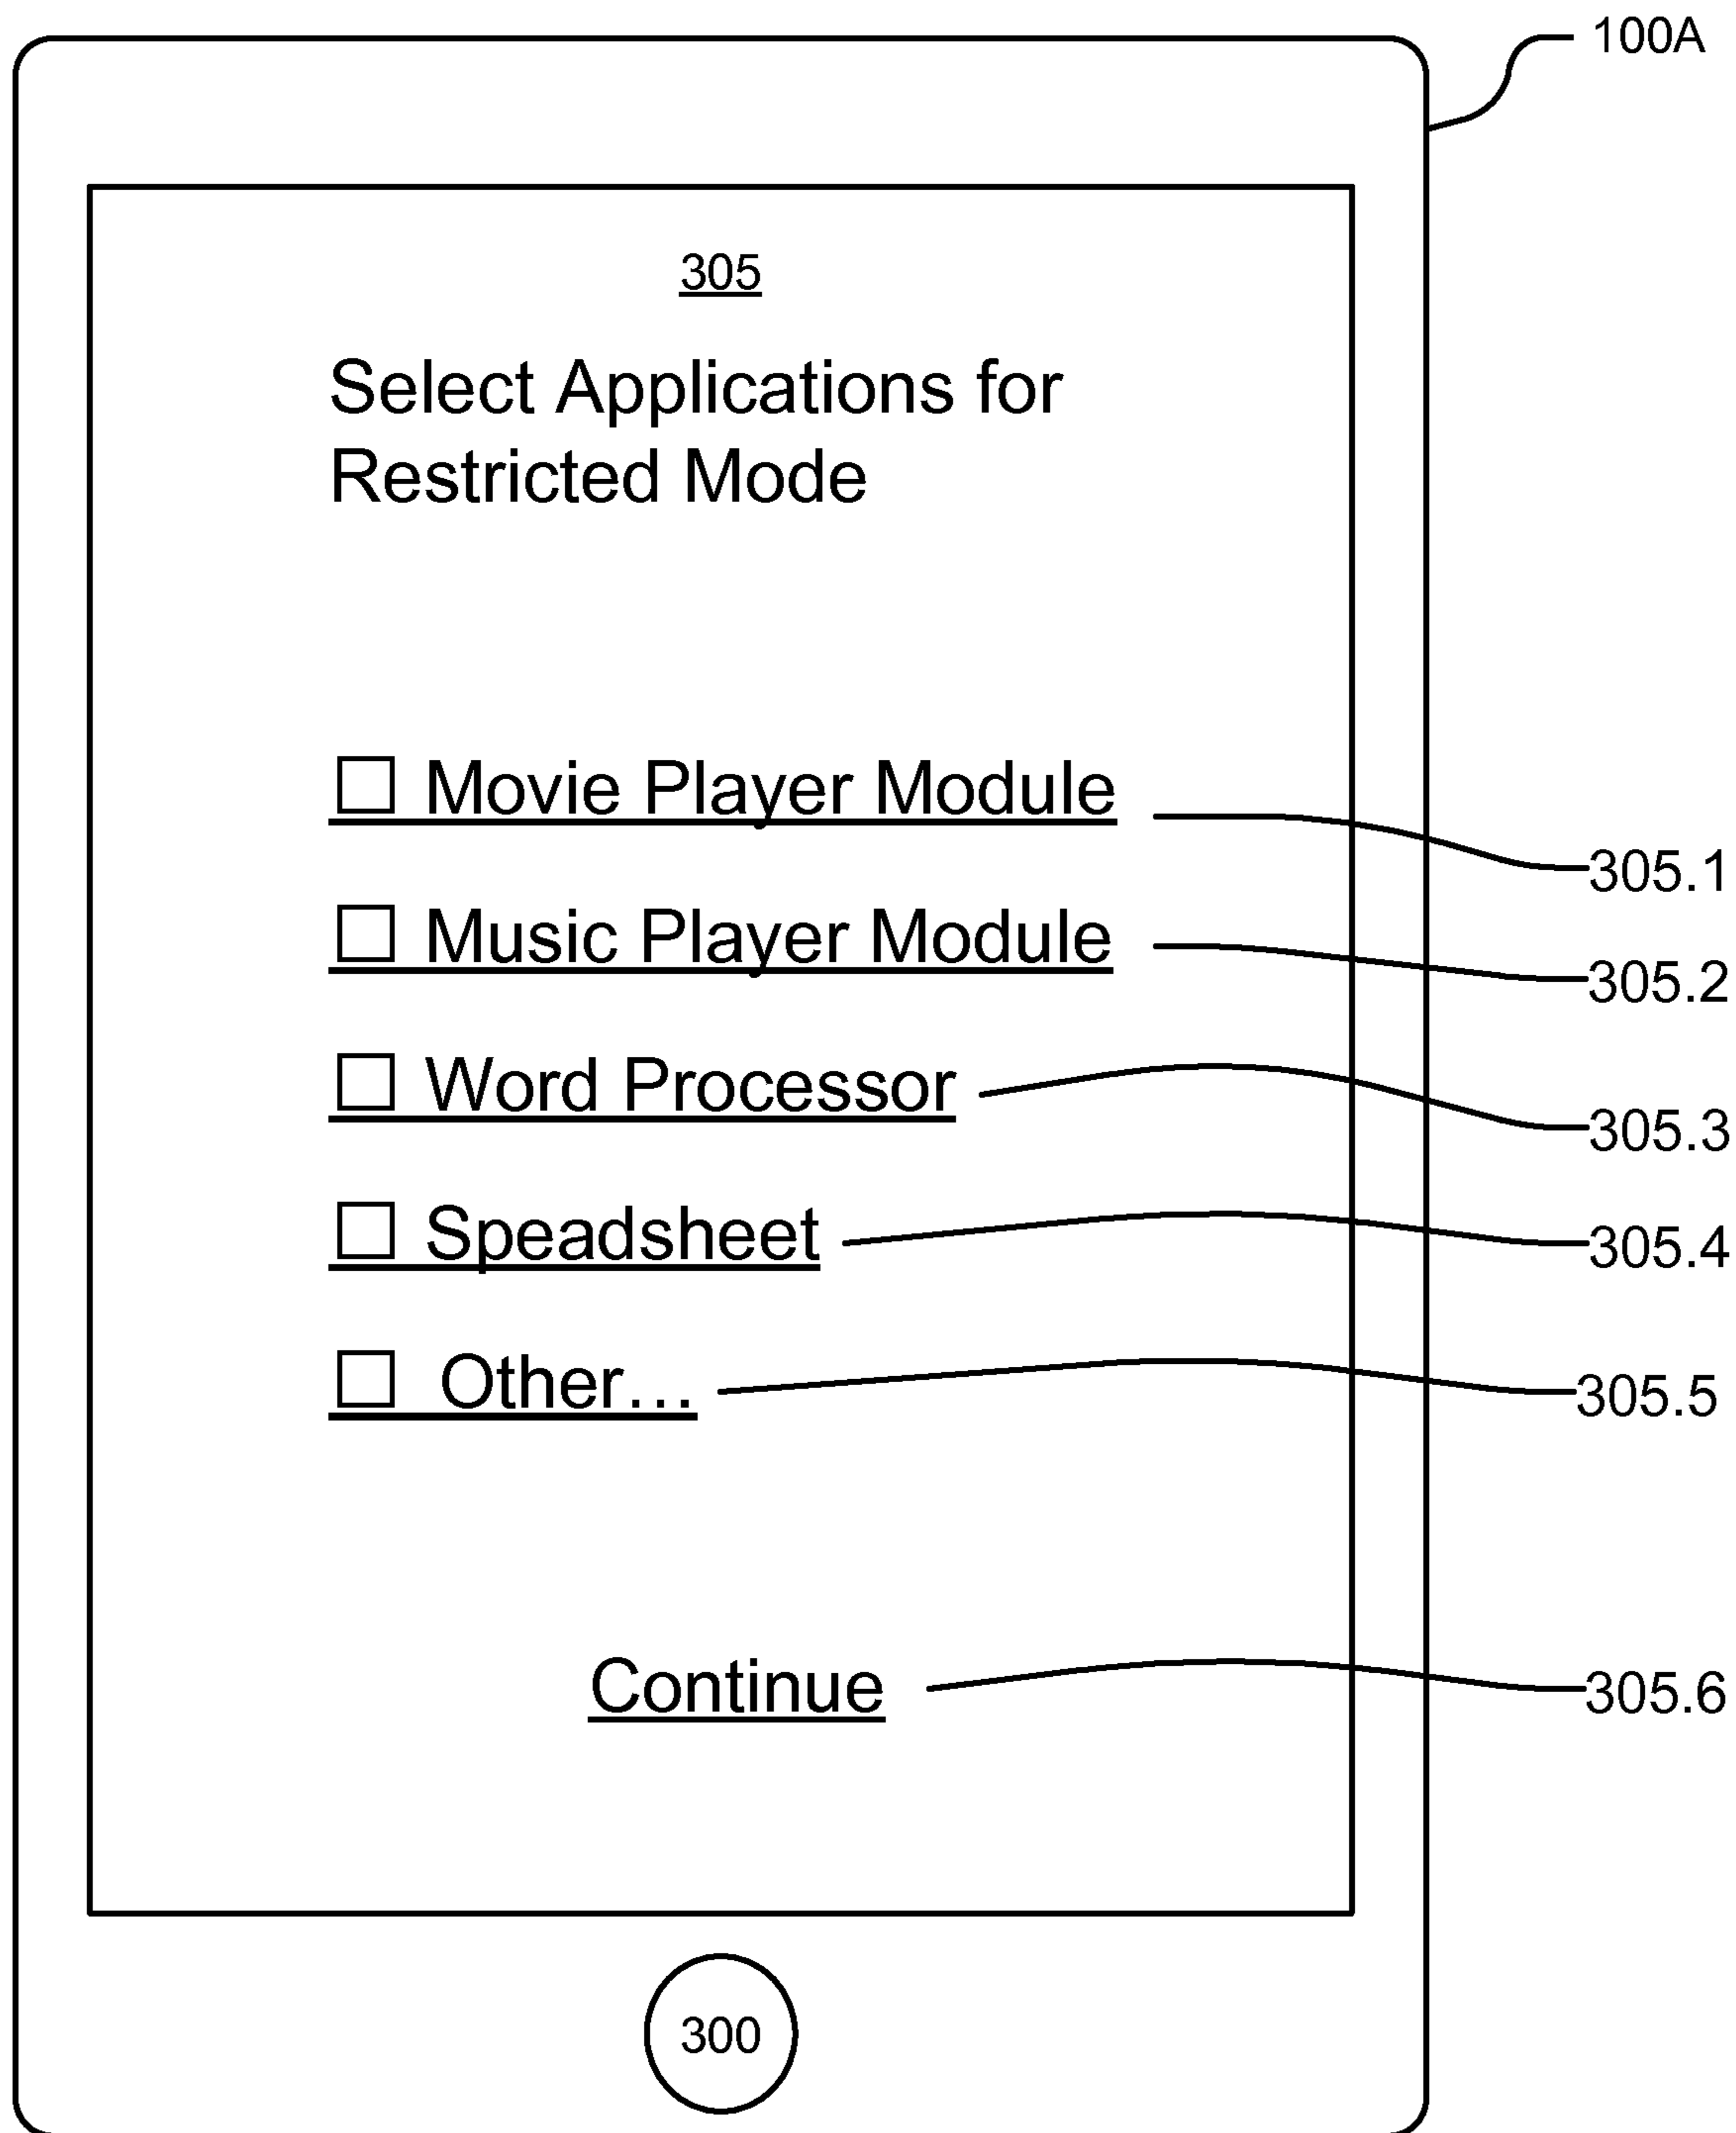 100A
305
Select Applications for
Restricted Mode
Movie Player Module
305.1
Music Player Module
305.2
Word Processor
305.3
Speadsheet
305.4
Other...
305.5
Continue
305.6
300